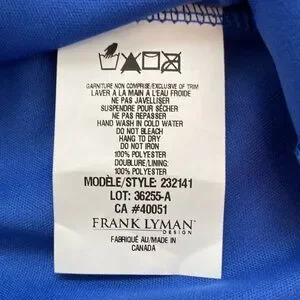 GARNITURE NON COMPRISE/EXCLUSIVE OF TRIM
LAVER A LA MAIN A L'EAU FROIDE
NE PAS JAVELLISER
SUSPENDRE POUR SÉCHER
NE PAS REPASSER
HAND WASH IN COLD WATER
DO NOT BLEACH
HANG TO DRY
DO NOT IRON
100% POLYESTER
DOUBLURE/LINING:
100% POLYESTER
MODÈLE/STYLE: 232141
LOT: 36255-A
CA #40051
FRANK LYMAN
DESIGN
FABRIQUÉ AU/MADE IN
CANADA